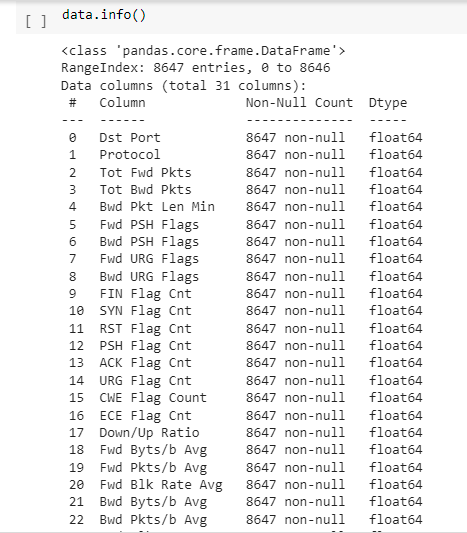 data.info()
[ ]
<class 'pandas.core.frame.DataFrame'>
RangeIndex: 8647 entries, 0 to 8646
Data columns (total 31 columns):
 #   Column             Non-Null Count  Dtype
---  ------             --------------  -----
 0   Dst Port           8647 non-null   float64
 1   Protocol           8647 non-null   float64
 2   Tot Fwd Pkts       8647 non-null   float64
 3   Tot Bwd Pkts       8647 non-null   float64
 4   Bwd Pkt Len Min    8647 non-null   float64
 5   Fwd PSH Flags      8647 non-null   float64
 6   Bwd PSH Flags      8647 non-null   float64
 7   Fwd URG Flags      8647 non-null   float64
 8   Bwd URG Flags      8647 non-null   float64
 9   FIN Flag Cnt       8647 non-null   float64
 10  SYN Flag Cnt       8647 non-null   float64
 11  RST Flag Cnt       8647 non-null   float64
 12  PSH Flag Cnt       8647 non-null   float64
 13  ACK Flag Cnt       8647 non-null   float64
 14  URG Flag Cnt       8647 non-null   float64
 15  CWE Flag Count     8647 non-null   float64
 16  ECE Flag Cnt       8647 non-null   float64
 17  Down/Up Ratio      8647 non-null   float64
 18  Fwd Byts/b Avg     8647 non-null   float64
 19  Fwd Pkts/b Avg     8647 non-null   float64
 20  Fwd Blk Rate Avg   8647 non-null   float64
 21  Bwd Byts/b Avg     8647 non-null   float64
 22  Bwd Pkts/b Avg     8647 non-null   float64